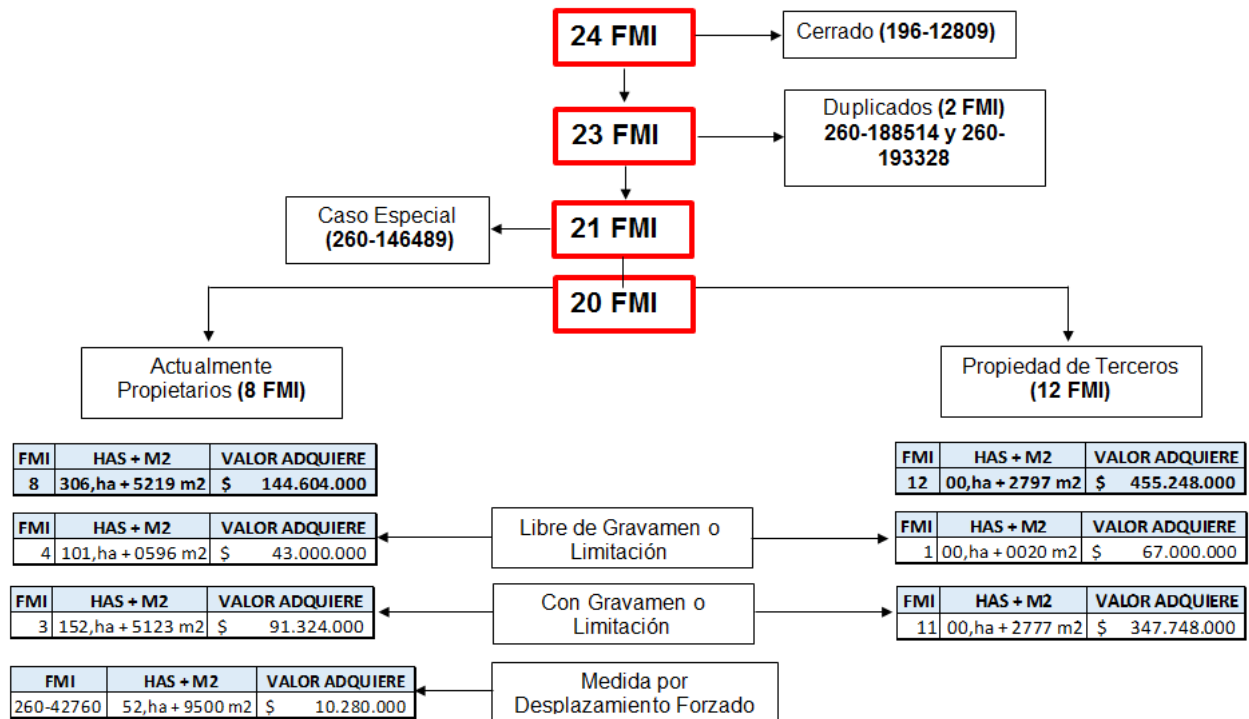 24 FMI
Cerrado (196-12809)
23 FMI
Duplicados (2 FMI)
260-188514 y 260-
193328
Caso Especial
(260-146489)
21 FMI
20 FMI
Actualmente
Propietarios (8 FMI)
Propiedad de Terceros
(12 FMI)
FMI HAS + M2 VALOR ADQUIERE
8 306,ha + 5219 m2 $ 144.604.000
FMI HAS + M2 VALOR ADQUIERE
12 00,ha + 2797 m2 $ 455.248.000
FMI HAS + M2 VALOR ADQUIERE
4 101,ha + 0596 m2 $ 43.000.000
Libre de Gravamen o
Limitación
FMI HAS + M2 VALOR ADQUIERE
1 00,ha + 0020 m2 $ 67.000.000
FMI HAS + M2 VALOR ADQUIERE
3 152,ha + 5123 m2 $ 91.324.000
Con Gravamen o
Limitación
FMI HAS + M2 VALOR ADQUIERE
11 00,ha + 2777 m2 $ 347.748.000
FMI HAS + M2 VALOR ADQUIERE
260-42760 52,ha + 9500 m2 $ 10.280.000
Medida por
Desplazamiento Forzado